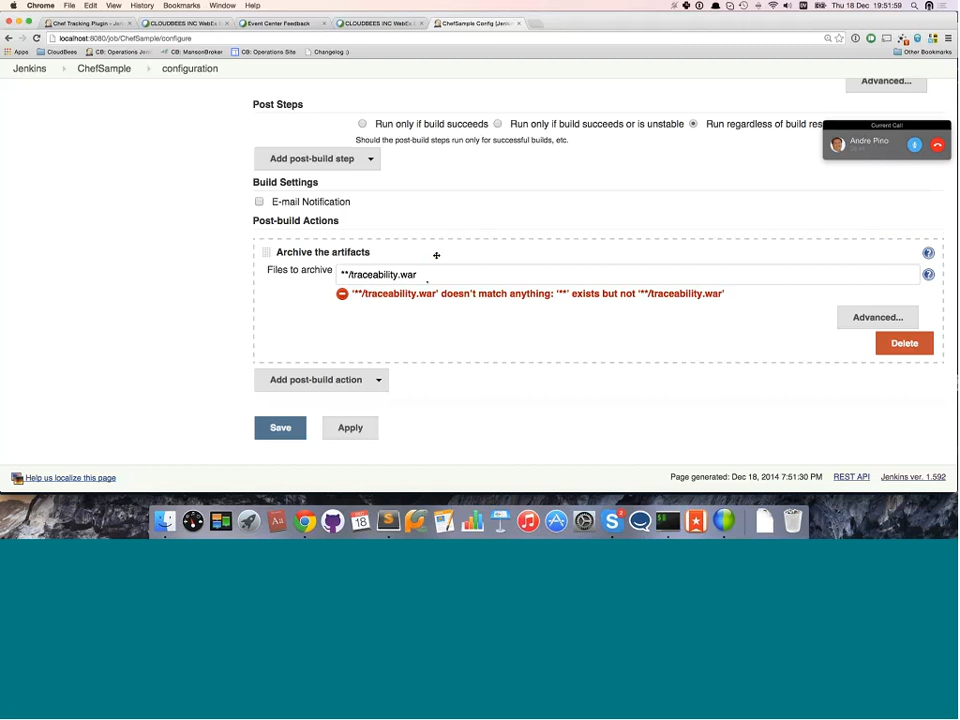 Chrome File Edit View History Bookmarks Window Help Thu 18 Dec 19:51:59
Chef Tracking Plugin - Jen CLOUDBEES INC WebEx E Event Center Feedback CLOUDBEES INC WebEx E ChefSample Config [Jenkin
localhost:8080/job/ChefSample/configure
Apps CloudBees CB: Operations Jen CB: MansonBroker CB: Operations Site Changelog :) Other Bookmarks
Jenkins ChefSample configuration
Advanced...
Post Steps
Run only if build succeeds Run only if build succeeds or is unstable Run regardless of build res
Should the post-build steps run only for successful builds, etc.
Current Call
Andre Pino
Add post-build step
Build Settings
E-mail Notification
Post-build Actions
Archive the artifacts
Files to archive **/traceability.war
'**/traceability.war' doesn't match anything: '**' exists but not '**/traceability.war'
Advanced...
Delete
Add post-build action
Save Apply
Help us localize this page Page generated: Dec 18, 2014 7:51:30 PM REST API Jenkins ver. 1.592